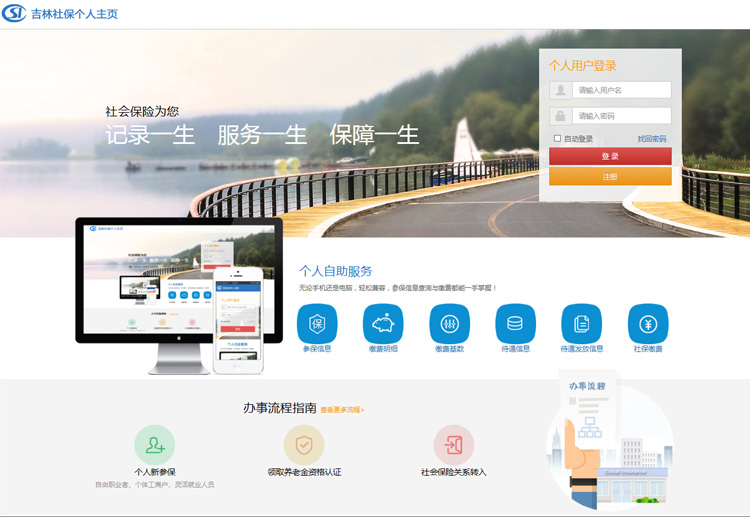 CSI 吉林社保个人主页
个人用户登录
社会保险为您
记录一生 服务一生 保障一生
请输入用户名
请输入密码
自动登录 找回密码
登录
注册
个人自助服务
无论手机还是电脑,轻松兼容,参保信息查询与缴费都能一手掌握!
参保信息 缴费明细 缴费基数 待遇信息 待遇发放信息 社保缴费
办事流程
办事流程指南 查看更多流程>
个人新参保 领取养老金资格认证 社会保险关系转入
自由职业者、个体工商户、灵活就业人员